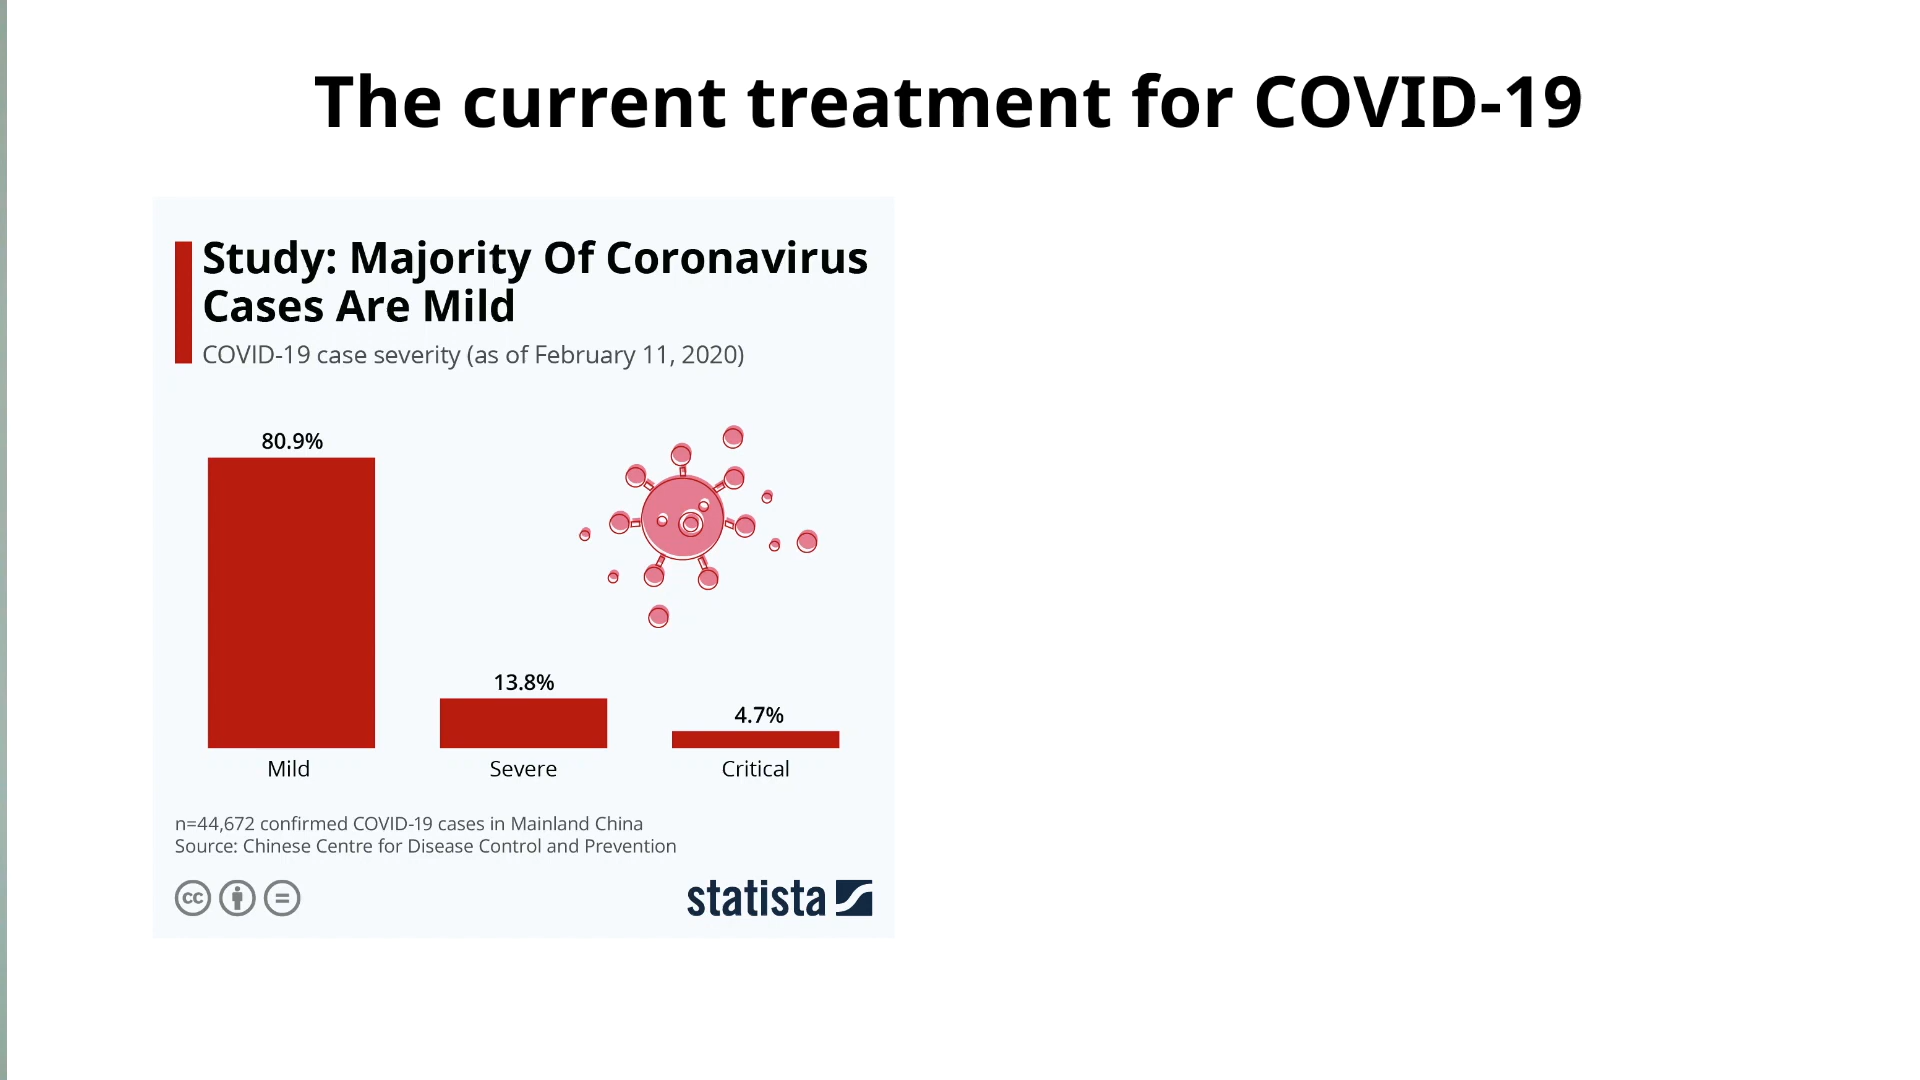 The current treatment for COVID-19
Study: Majority Of Coronavirus
Cases Are Mild
COVID-19 case severity (as of February 11, 2020)
80.9%
13.8%
4.7%
Mild
Severe
Critical
n=44,672 confirmed COVID-19 cases in Mainland China
Source: Chinese Centre for Disease Control and Prevention
cc
statista